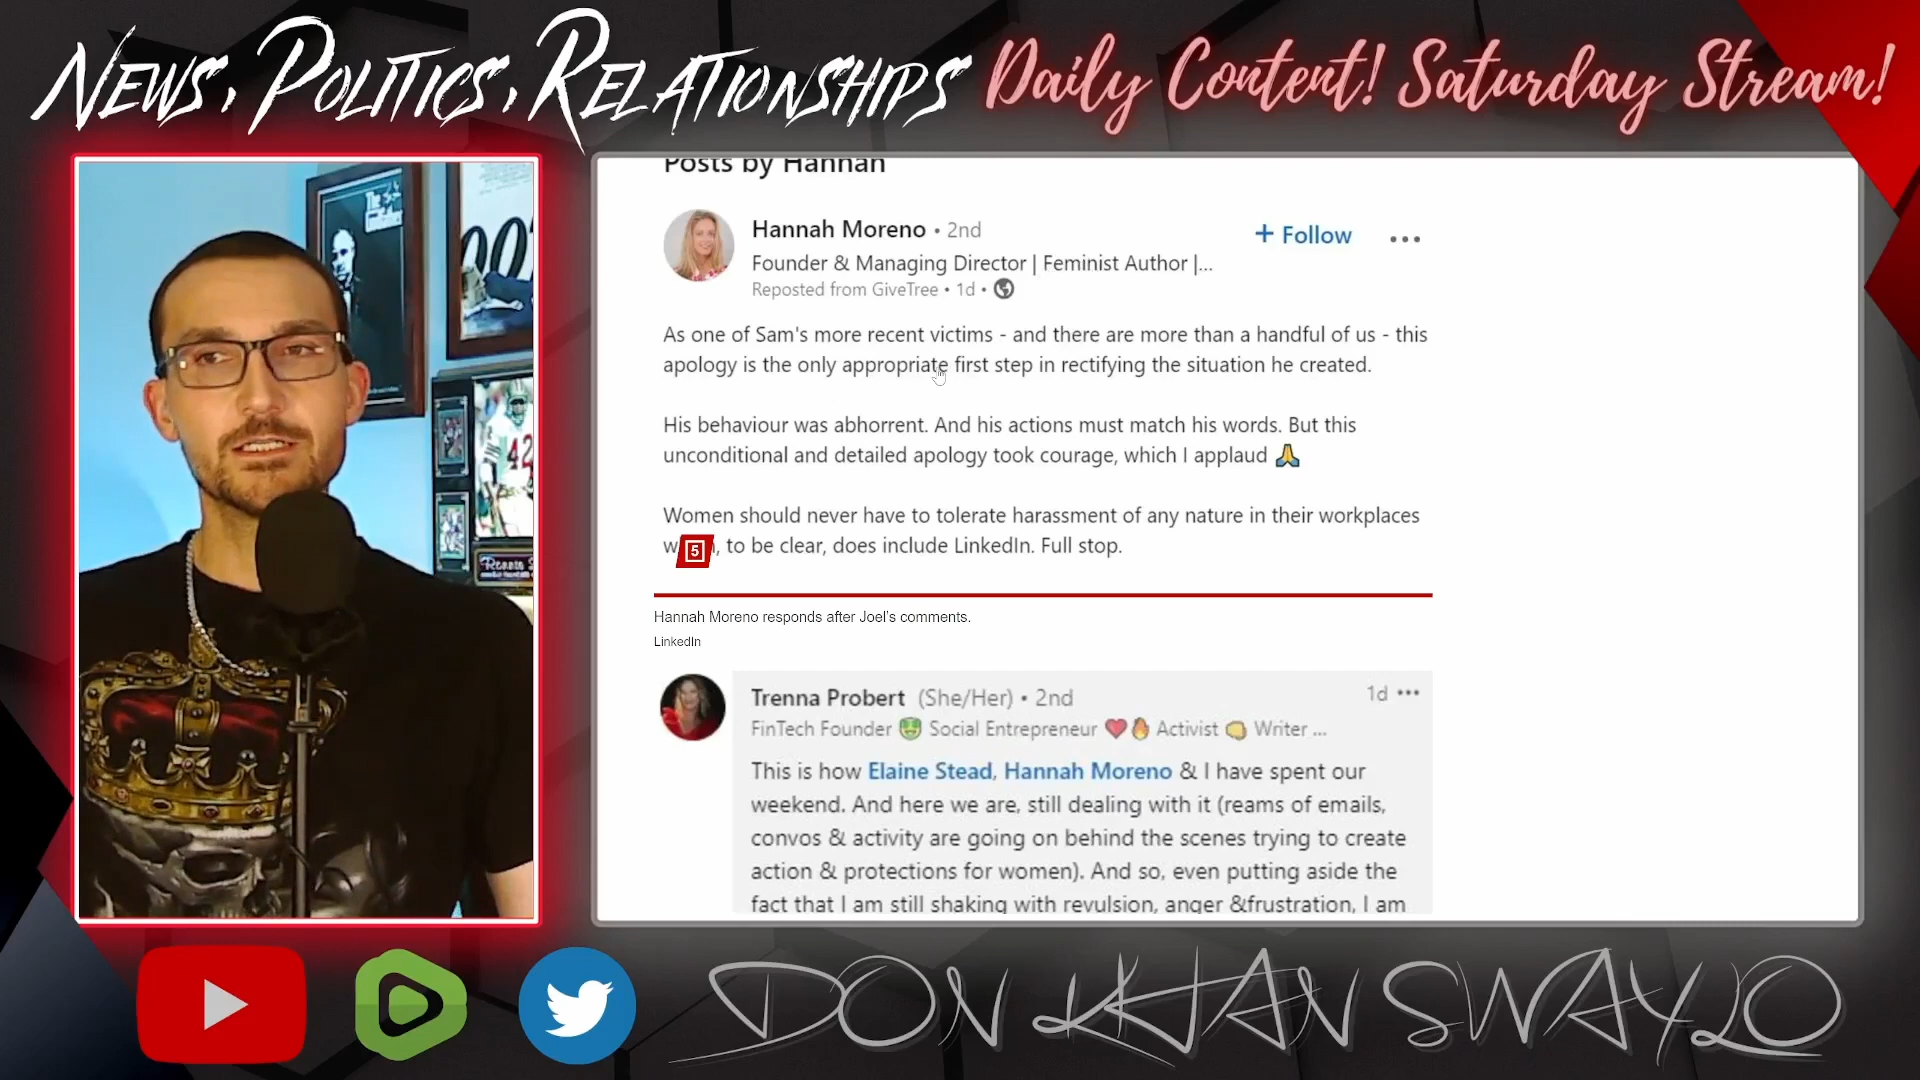 News, Politics, Relationships Daily Content! Saturday Stream!
The
Godfather
007
42
Ronnie
Posts by Hannah
Hannah Moreno • 2nd
+ Follow
Founder & Managing Director | Feminist Author |...
Reposted from GiveTree • 1d •
As one of Sam's more recent victims - and there are more than a handful of us - this
apology is the only appropriate first step in rectifying the situation he created.
His behaviour was abhorrent. And his actions must match his words. But this
unconditional and detailed apology took courage, which I applaud 🙏
Women should never have to tolerate harassment of any nature in their workplaces
5, to be clear, does include LinkedIn. Full stop.
Hannah Moreno responds after Joel's comments.
LinkedIn
Trenna Probert (She/Her) • 2nd
1d
FinTech Founder 🤑 Social Entrepreneur ❤️🔥 Activist 👊 Writer ...
This is how Elaine Stead, Hannah Moreno & I have spent our
weekend. And here we are, still dealing with it (reams of emails,
convos & activity are going on behind the scenes trying to create
action & protections for women). And so, even putting aside the
fact that I am still shaking with revulsion, anger &frustration, I am
DON KHAN SWAYLO